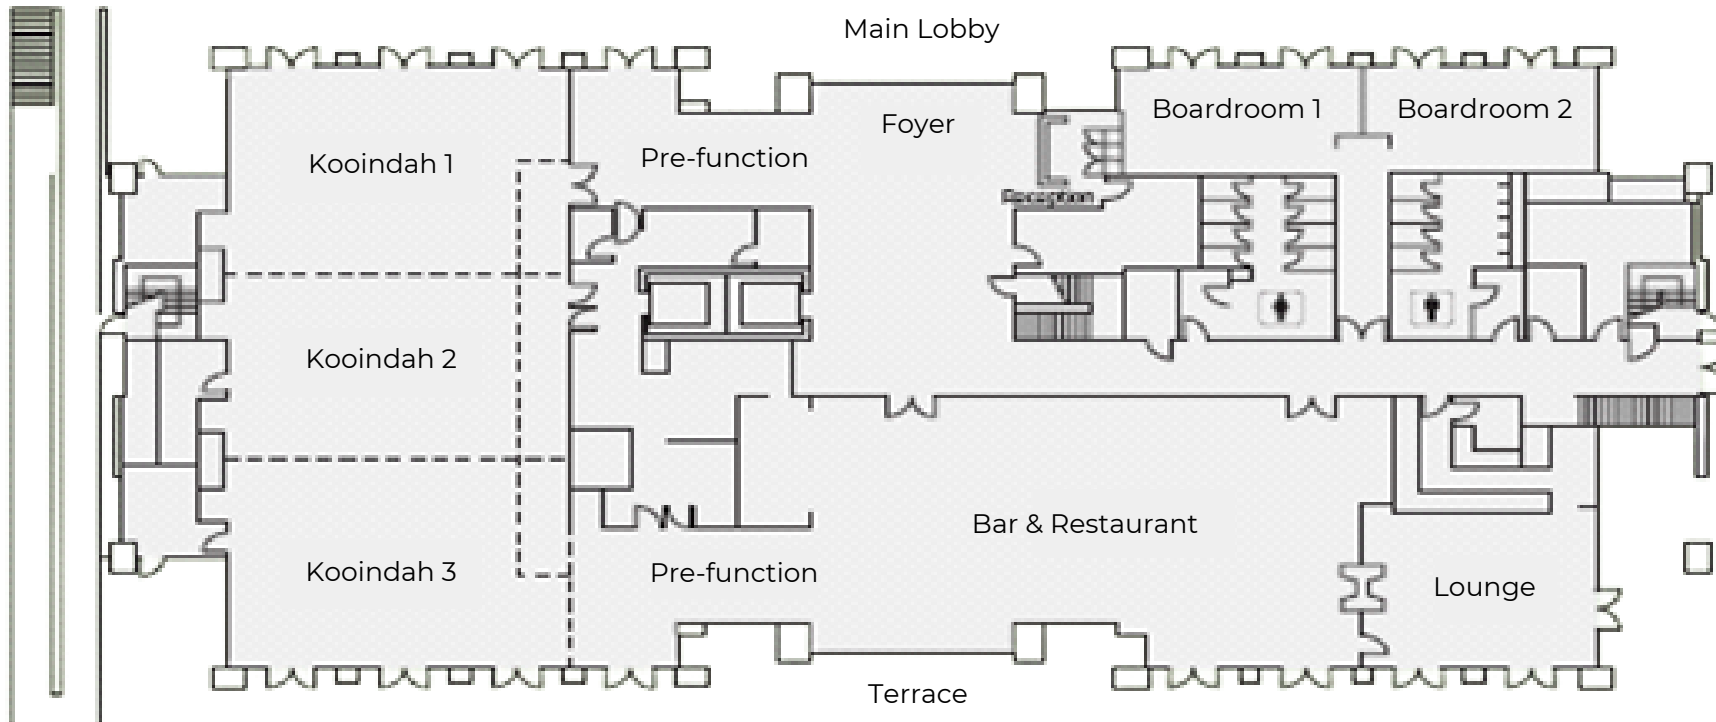 Main Lobby
Boardroom 1
Boardroom 2
Foyer
Kooindah 1
Pre-function
Reception
Kooindah 2
Bar & Restaurant
Kooindah 3
Pre-function
Lounge
Terrace